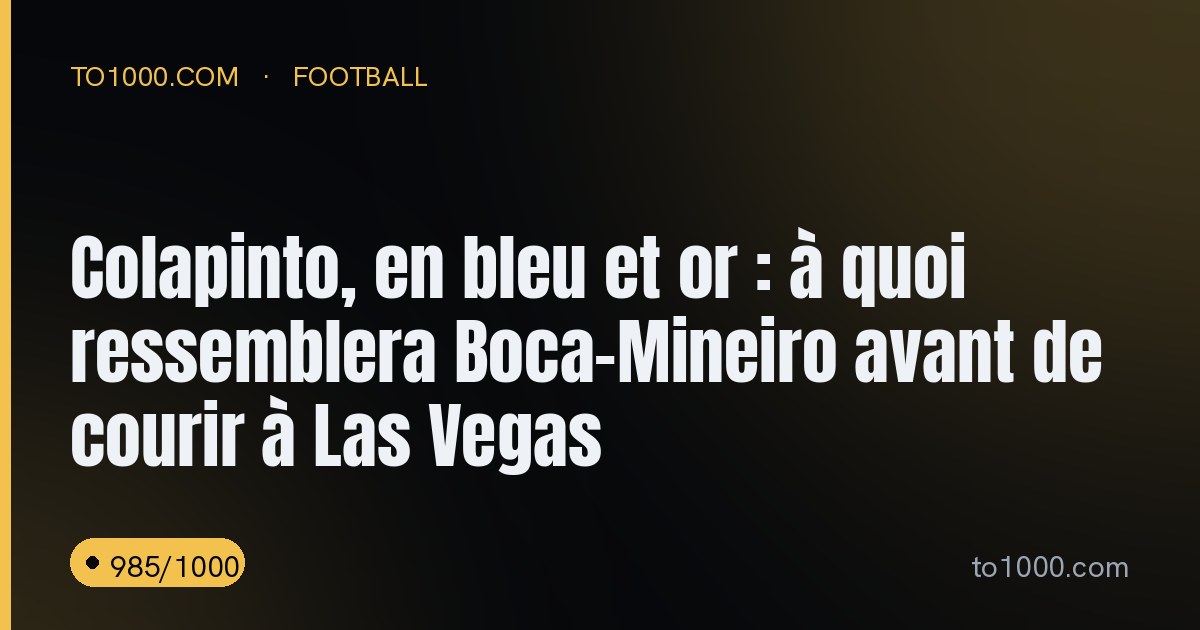 TO1000.COM · FOOTBALL
Colapinto, en bleu et or : à quoi
ressemblera Boca-Mineiro avant de
courir à Las Vegas
985/1000
to1000.com